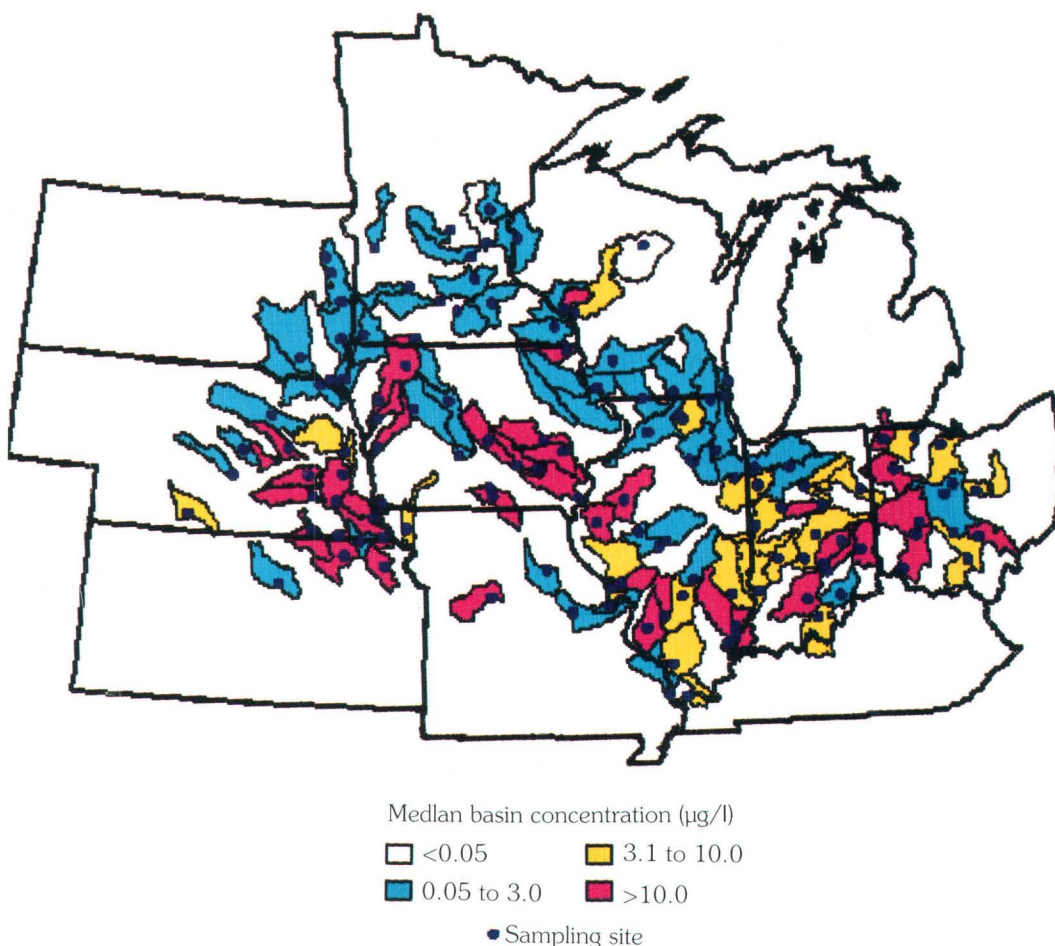 Medlan basin concentration (µg/l)
<0.05
3.1 to 10.0
0.05 to 3.0
>10.0
Sampling site